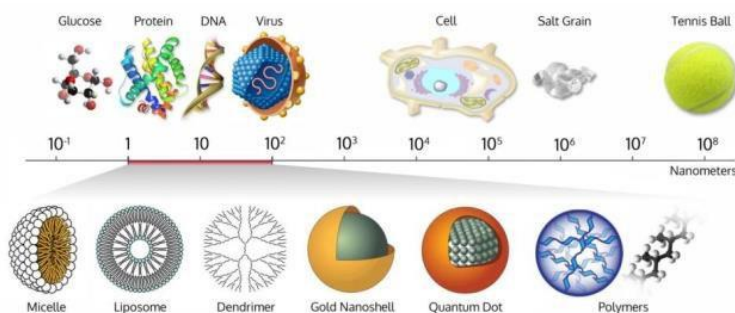 Glucose Protein DNA Virus Cell Salt Grain Tennis Ball
10⁻¹ 1 10 10² 10³ 10⁴ 10⁵ 10⁶ 10⁷ 10⁸
Nanometers
Micelle Liposome Dendrimer Gold Nanoshell Quantum Dot Polymers